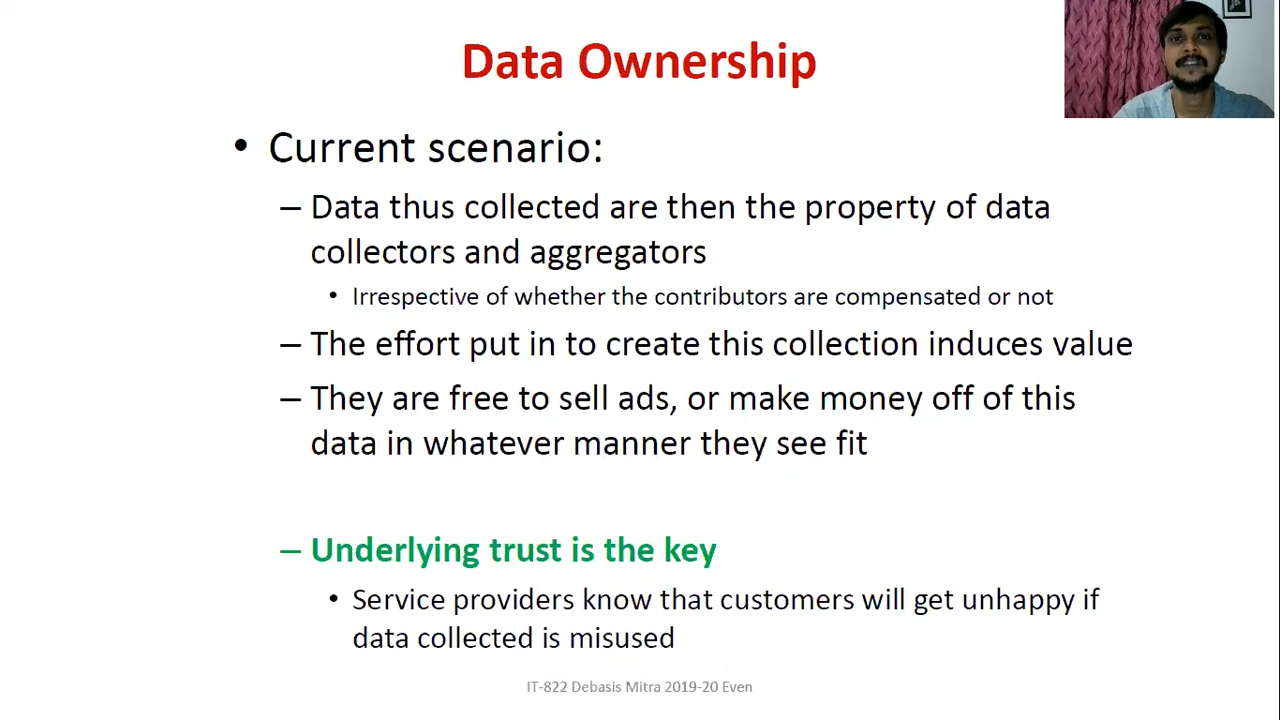 Data Ownership
• Current scenario:
– Data thus collected are then the property of data
collectors and aggregators
• Irrespective of whether the contributors are compensated or not
– The effort put in to create this collection induces value
– They are free to sell ads, or make money off of this
data in whatever manner they see fit
– Underlying trust is the key
• Service providers know that customers will get unhappy if
data collected is misused
IT-822 Debasis Mitra 2019-20 Even